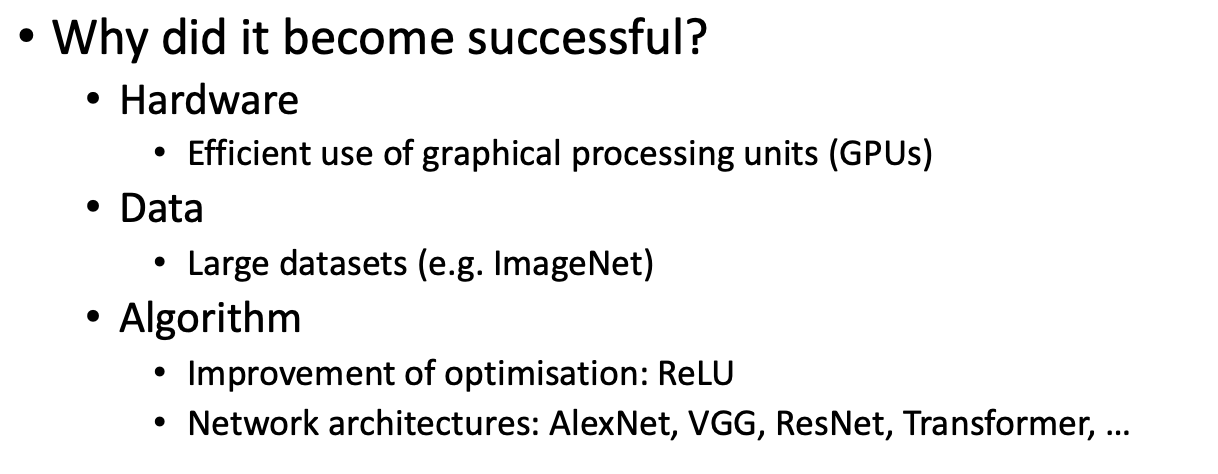 • Why did it become successful?
• Hardware
• Efficient use of graphical processing units (GPUs)
• Data
• Large datasets (e.g. ImageNet)
• Algorithm
• Improvement of optimisation: ReLU
• Network architectures: AlexNet, VGG, ResNet, Transformer, ...